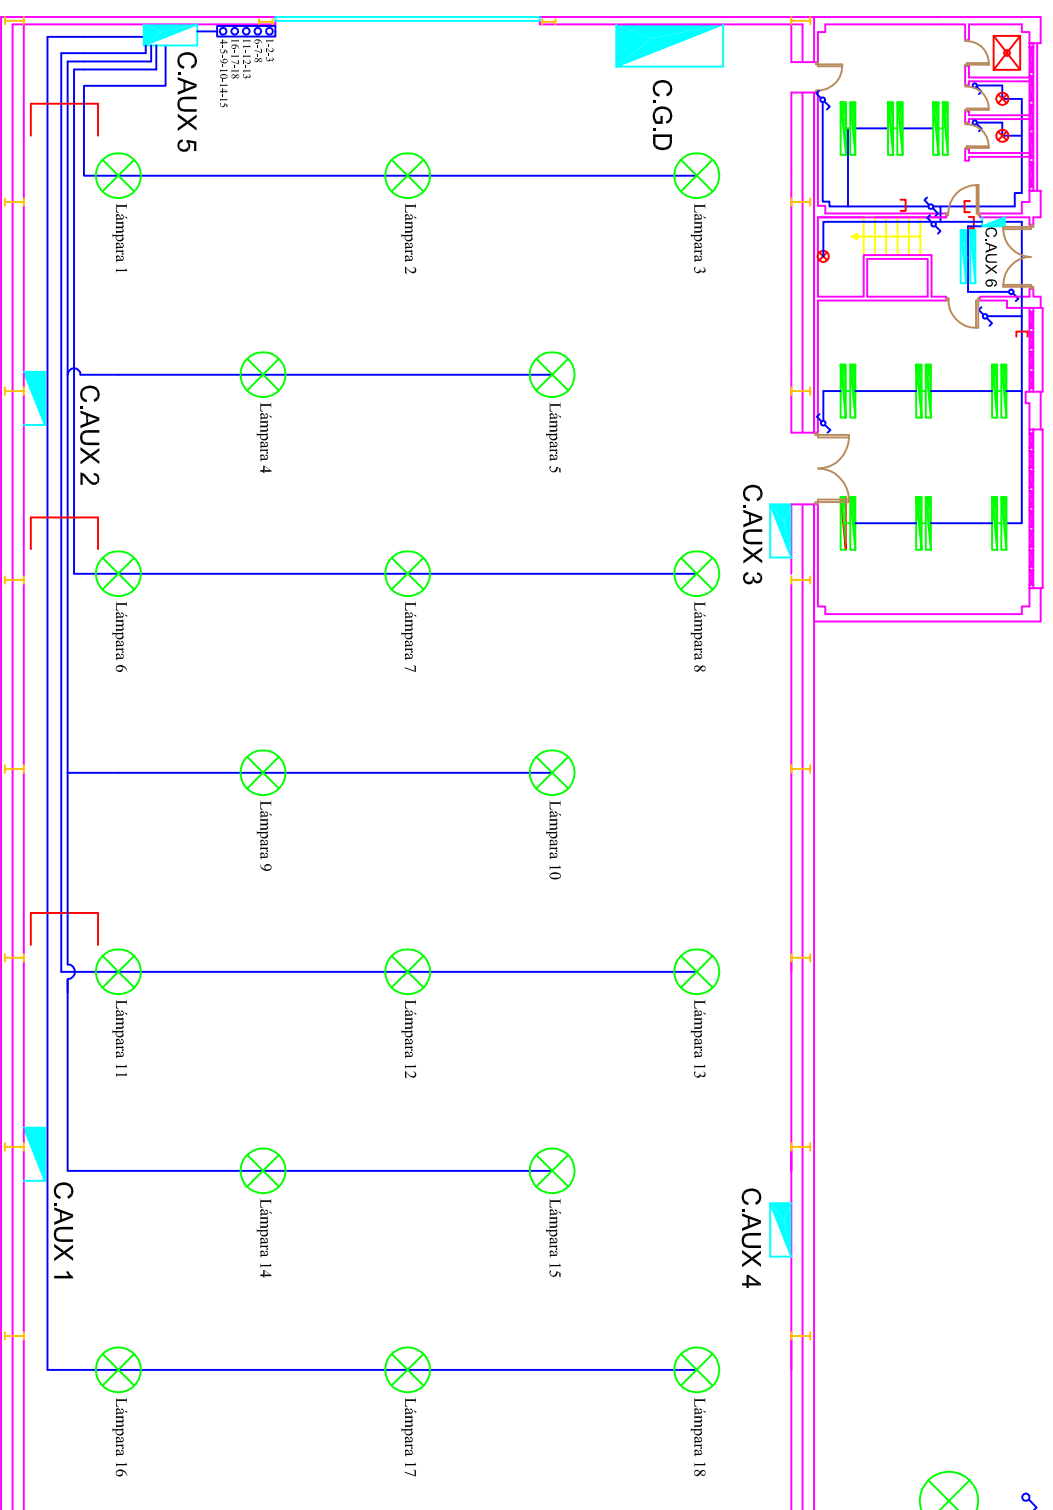 1-2-3
6-7-8
11-12-13
16-17-18
4-5-9-10-14-15
C.AUX 5
C.G.D
C.AUX 6
Lámpara 1
Lámpara 2
Lámpara 3
C.AUX 2
Lámpara 4
Lámpara 5
C.AUX 3
Lámpara 6
Lámpara 7
Lámpara 8
Lámpara 9
Lámpara 10
Lámpara 11
Lámpara 12
Lámpara 13
C.AUX 1
Lámpara 14
Lámpara 15
C.AUX 4
Lámpara 16
Lámpara 17
Lámpara 18